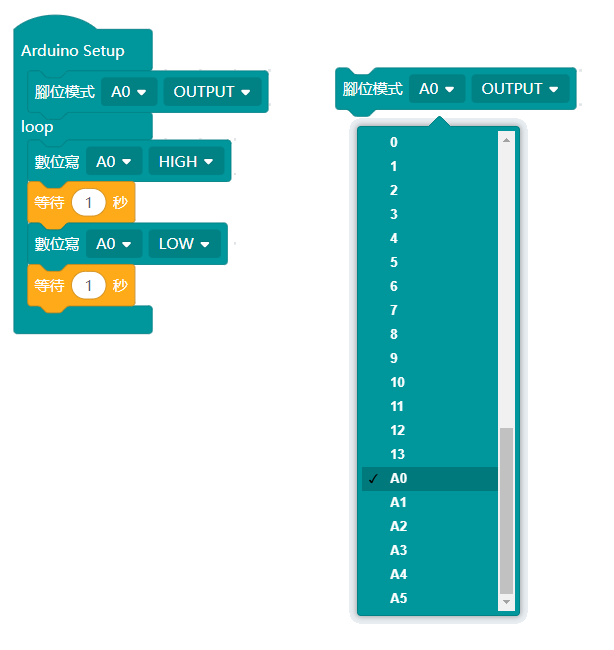 Arduino Setup
腳位模式 A0 OUTPUT
loop
數位寫 A0 HIGH
等待 1 秒
數位寫 A0 LOW
等待 1 秒
腳位模式 A0 OUTPUT
0
1
2
3
4
5
6
7
8
9
10
11
12
13
✓ A0
A1
A2
A3
A4
A5